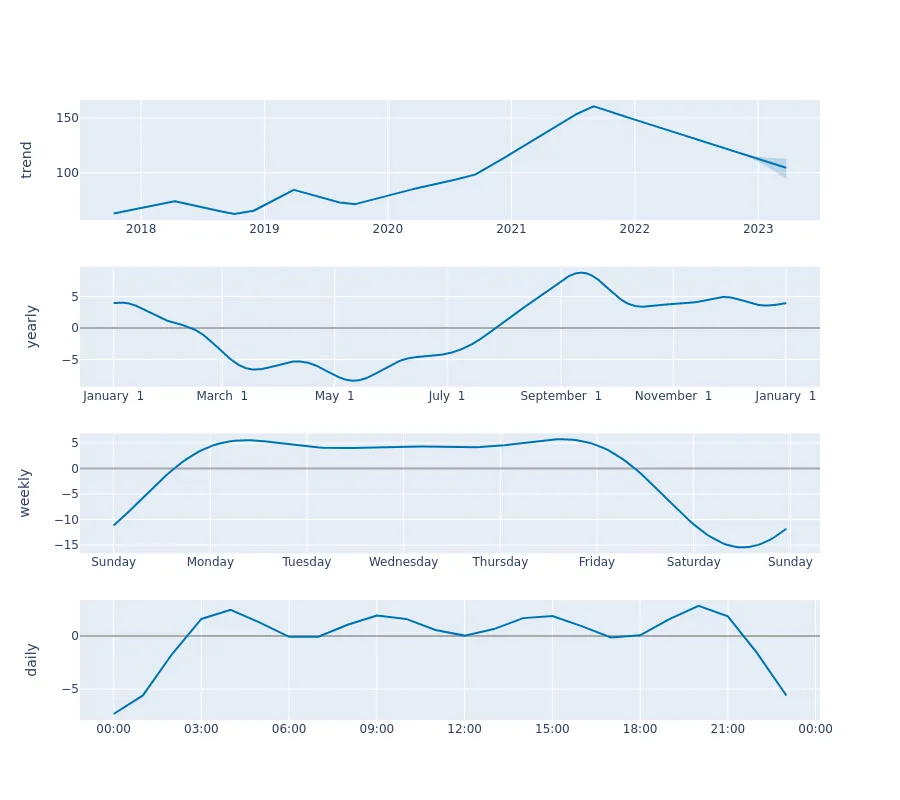 trend
150
100
2018 2019 2020 2021 2022 2023
yearly
5
0
−5
January 1 March 1 May 1 July 1 September 1 November 1 January 1
weekly
5
0
−5
−10
−15
Sunday Monday Tuesday Wednesday Thursday Friday Saturday Sunday
daily
0
−5
00:00 03:00 06:00 09:00 12:00 15:00 18:00 21:00 00:00